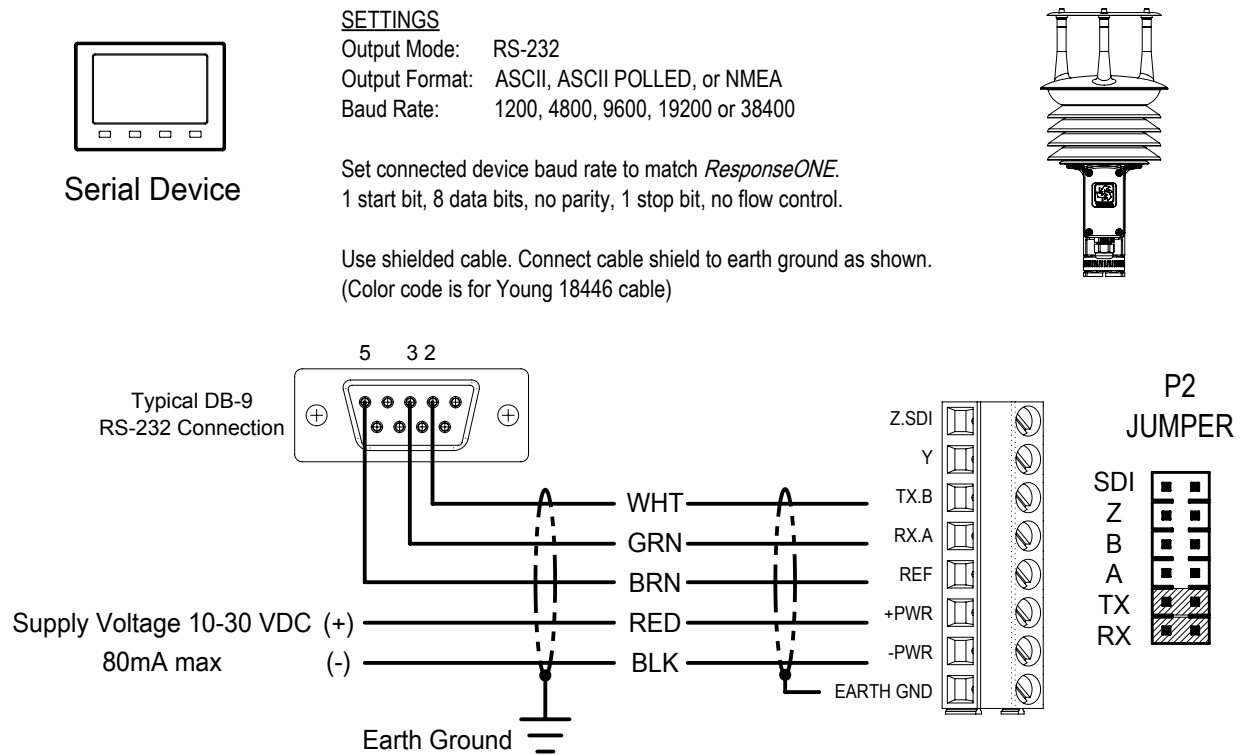 SETTINGS
Output Mode: RS-232
Output Format: ASCII, ASCII POLLED, or NMEA
Baud Rate: 1200, 4800, 9600, 19200 or 38400
Serial Device
Set connected device baud rate to match ResponseONE.
1 start bit, 8 data bits, no parity, 1 stop bit, no flow control.
Use shielded cable. Connect cable shield to earth ground as shown.
(Color code is for Young 18446 cable)
5 3 2
Typical DB-9
RS-232 Connection
WHT
GRN
BRN
RED
BLK
Supply Voltage 10-30 VDC (+)
80mA max (-)
Earth Ground
Z.SDI
Y
TX.B
RX.A
REF
+PWR
-PWR
EARTH GND
P2
JUMPER
SDI
Z
B
A
TX
RX